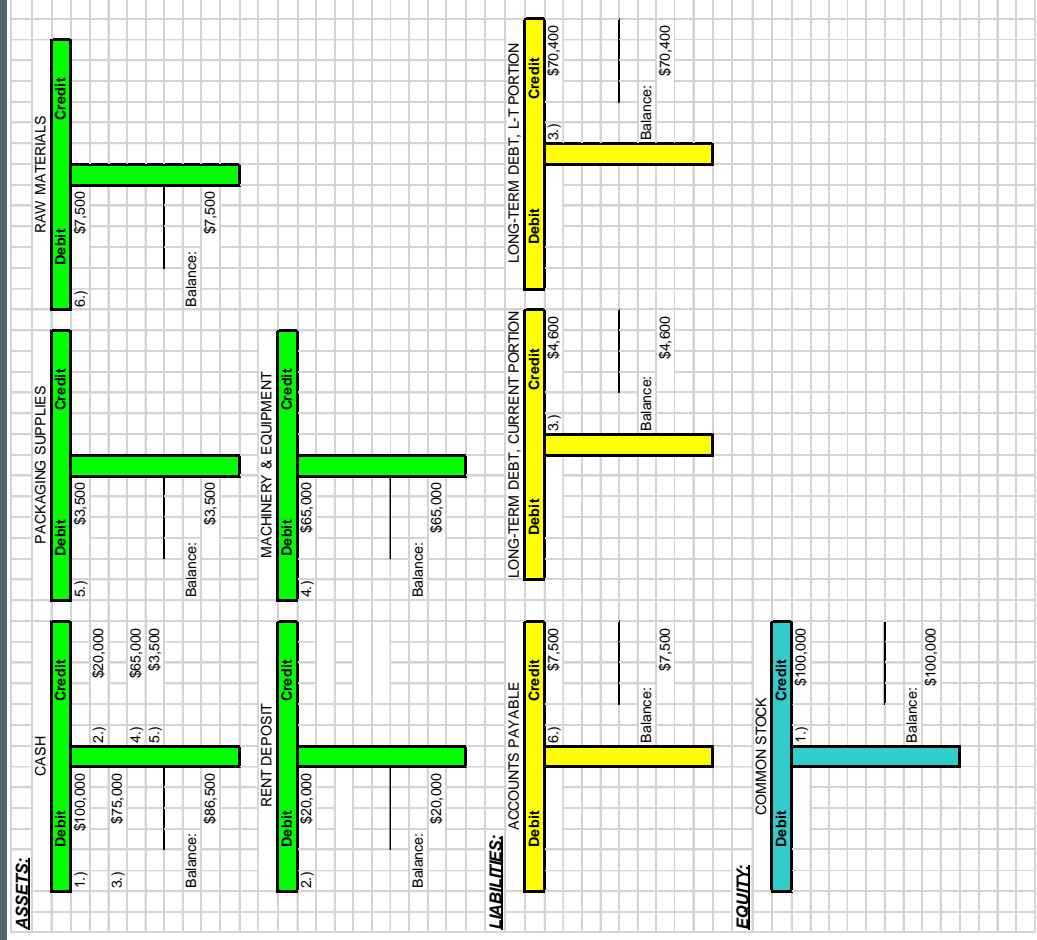 ASSETS:
CASH PACKAGING SUPPLIES RAW MATERIALS
Debit Credit Debit Credit Debit Credit
1.) $100,000 5.) $3,500 6.) $7,500
2.) $20,000
3.) $75,000
4.) $65,000
5.) $3,500
Balance: Balance: Balance:
$86,500 $3,500 $7,500
RENT DEPOSIT MACHINERY & EQUIPMENT
Debit Credit Debit Credit
2.) $20,000 4.) $65,000
Balance: Balance:
$20,000 $65,000
LIABILITIES:
ACCOUNTS PAYABLE LONG-TERM DEBT, CURRENT PORTION LONG-TERM DEBT, L-T PORTION
Debit Credit Debit Credit Debit Credit
6.) $7,500 3.) $4,600 3.) $70,400
Balance: Balance: Balance:
$7,500 $4,600 $70,400
EQUITY:
COMMON STOCK
Debit Credit
1.) $100,000
Balance:
$100,000